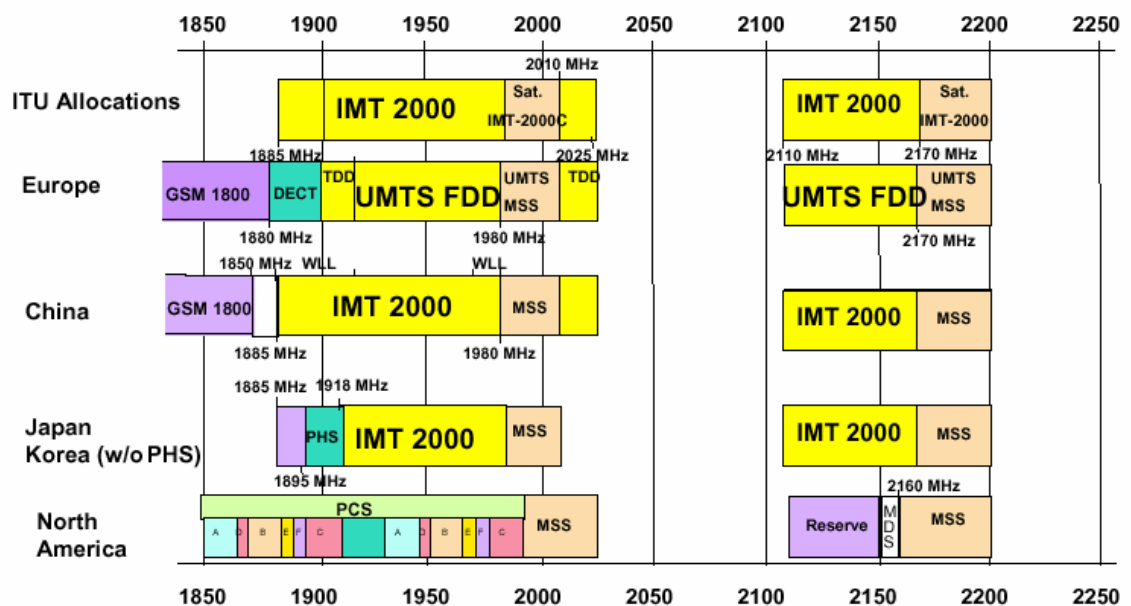 1850 1900 1950 2000 2050 2100 2150 2200 2250
2010 MHz
ITU Allocations
IMT 2000
Sat.
IMT-2000C
IMT 2000
Sat.
IMT-2000
1885 MHz
2025 MHz
2110 MHz
2170 MHz
Europe
GSM 1800
DECT
TDD
UMTS FDD
UMTS
MSS
TDD
UMTS FDD
UMTS
MSS
1880 MHz
1980 MHz
2170 MHz
1850 MHz
WLL
WLL
China
GSM 1800
IMT 2000
MSS
IMT 2000
MSS
1885 MHz
1980 MHz
1885 MHz
1918 MHz
Japan
Korea (w/o PHS)
PHS
IMT 2000
MSS
IMT 2000
MSS
1895 MHz
2160 MHz
North
America
PCS
A D B E F C A D B E F C
MSS
Reserve
M
D
S
MSS
1850 1900 1950 2000 2050 2100 2150 2200 2250